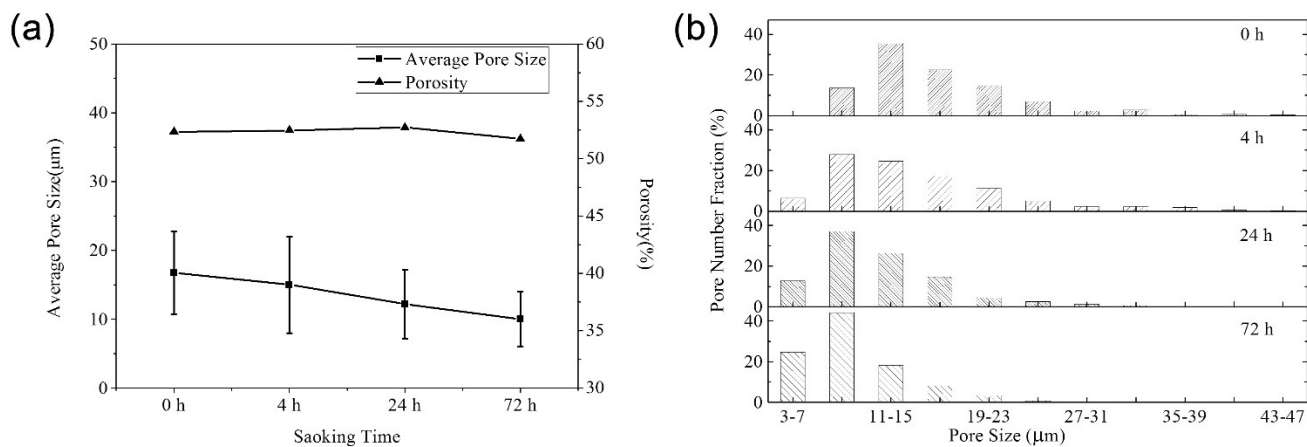 (a)
50
40
30
20
10
0
Average Pore Size(μm)
Average Pore Size
Porosity
60
55
50
45
40
35
30
Porosity(%)
0 h 4 h 24 h 72 h
Saoking Time
(b)
Pore Number Fraction (%)
40
20
0
0 h
40
20
0
4 h
40
20
0
24 h
40
20
0
72 h
3-7 11-15 19-23 27-31 35-39 43-47
Pore Size (μm)